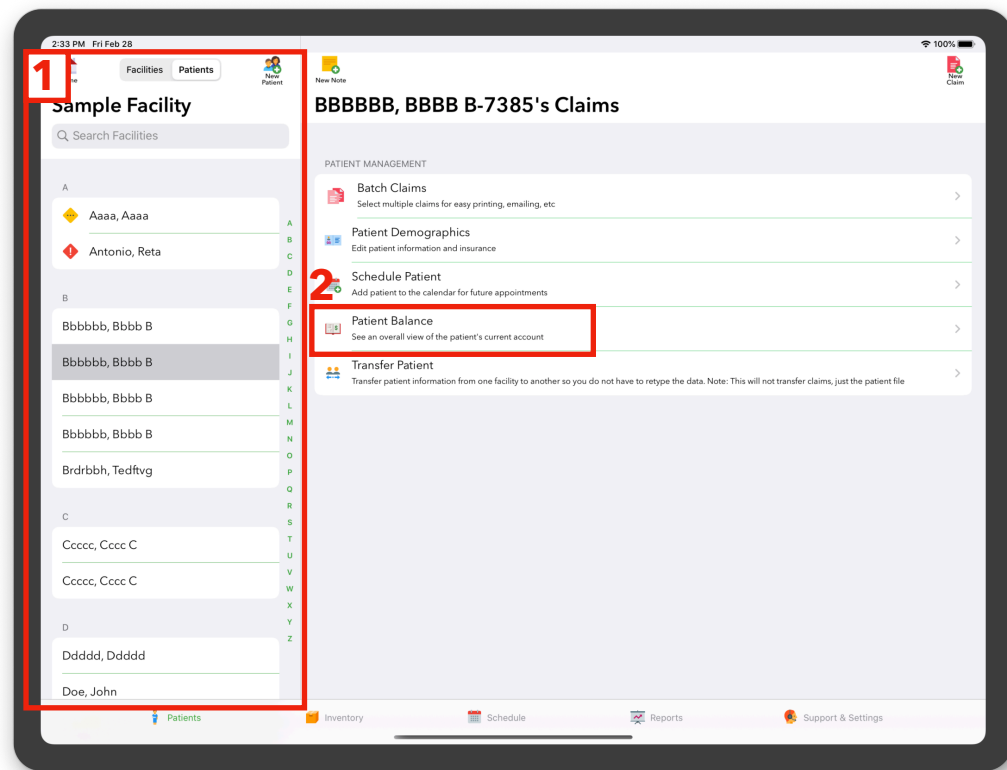 2:33 PM Fri Feb 28
100%
1
Facilities Patients
New Patient
Sample Facility
Search Facilities
A
Aaaa, Aaaa
Antonio, Reta
B
Bbbbbb, Bbbb B
Bbbbbb, Bbbb B
Bbbbbb, Bbbb B
Bbbbbb, Bbbb B
Brdrbbh, Tedftvg
C
Ccccc, Cccc C
Ccccc, Cccc C
D
Ddddd, Ddddd
Doe, John
A
B
C
D
E
F
G
H
I
J
K
L
M
N
O
P
Q
R
S
T
U
V
W
X
Y
Z
New Note
New Claim
BBBBBB, BBBB B-7385's Claims
PATIENT MANAGEMENT
Batch Claims
Select multiple claims for easy printing, emailing, etc
Patient Demographics
Edit patient information and insurance
2
Schedule Patient
Add patient to the calendar for future appointments
Patient Balance
See an overall view of the patient's current account
Transfer Patient
Transfer patient information from one facility to another so you do not have to retype the data. Note: This will not transfer claims, just the patient file
Patients
Inventory
Schedule
Reports
Support & Settings